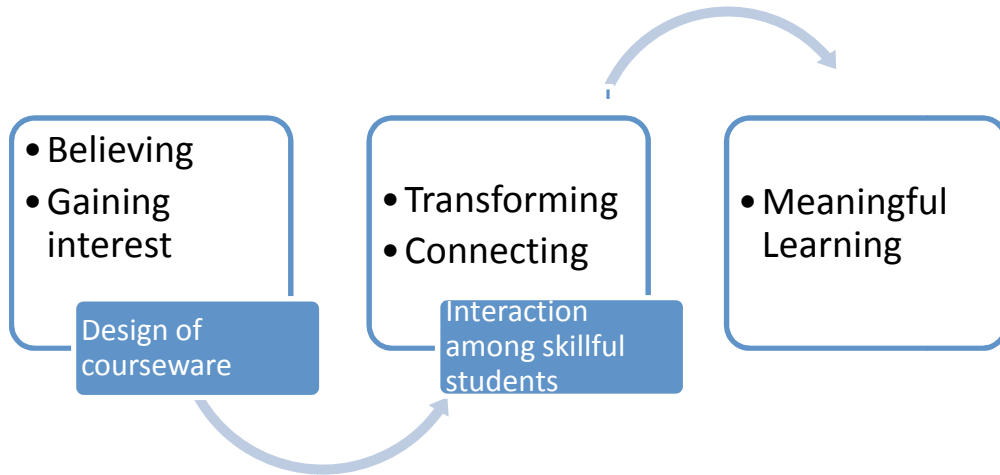 • Believing
• Gaining
interest
Design of
courseware
• Transforming
• Connecting
Interaction
among skillful
students
• Meaningful
Learning